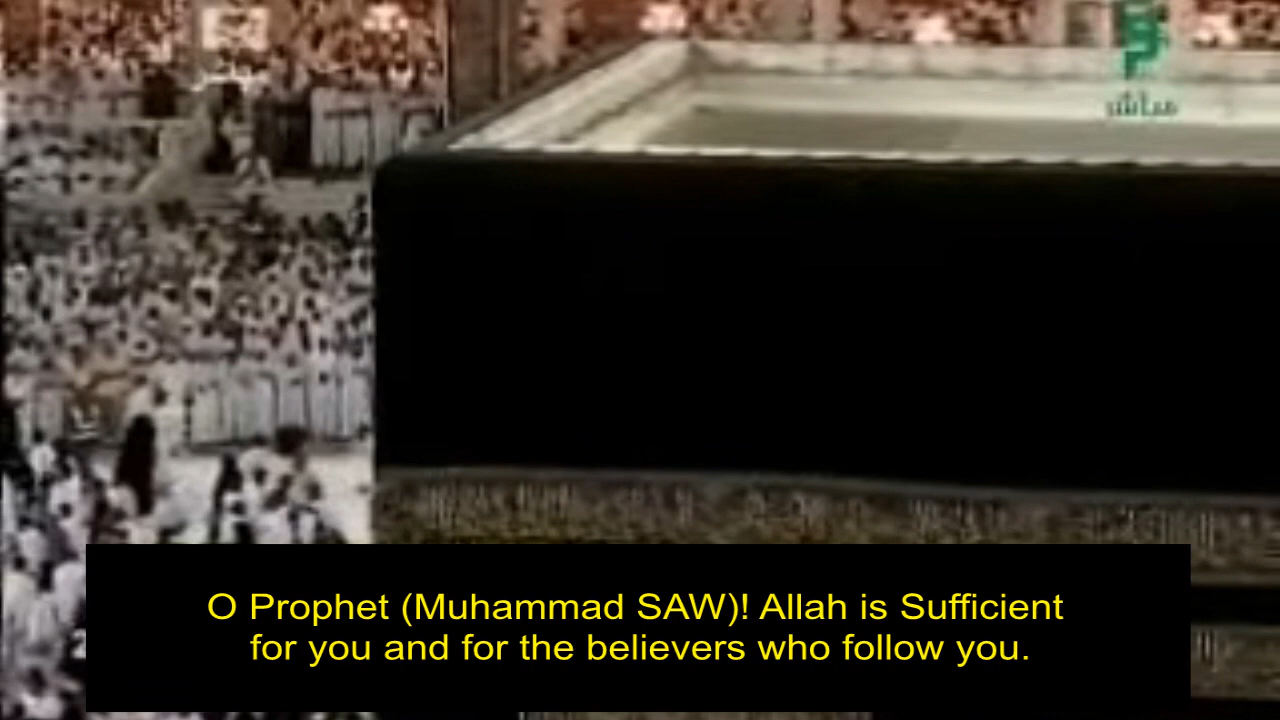 مباشر
O Prophet (Muhammad SAW)! Allah is Sufficient
for you and for the believers who follow you.